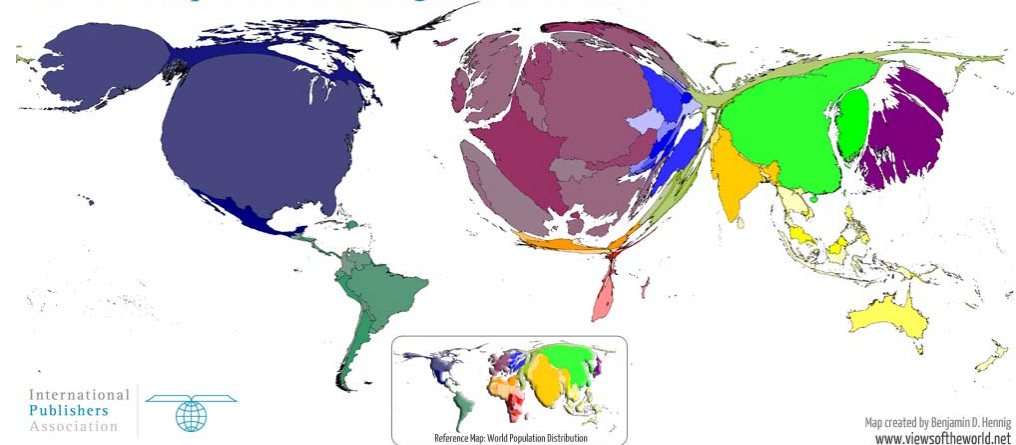 International
Publishers
Association
Reference Map: World Population Distribution
Map created by Benjamin D. Hennig
www.viewsoftheworld.net